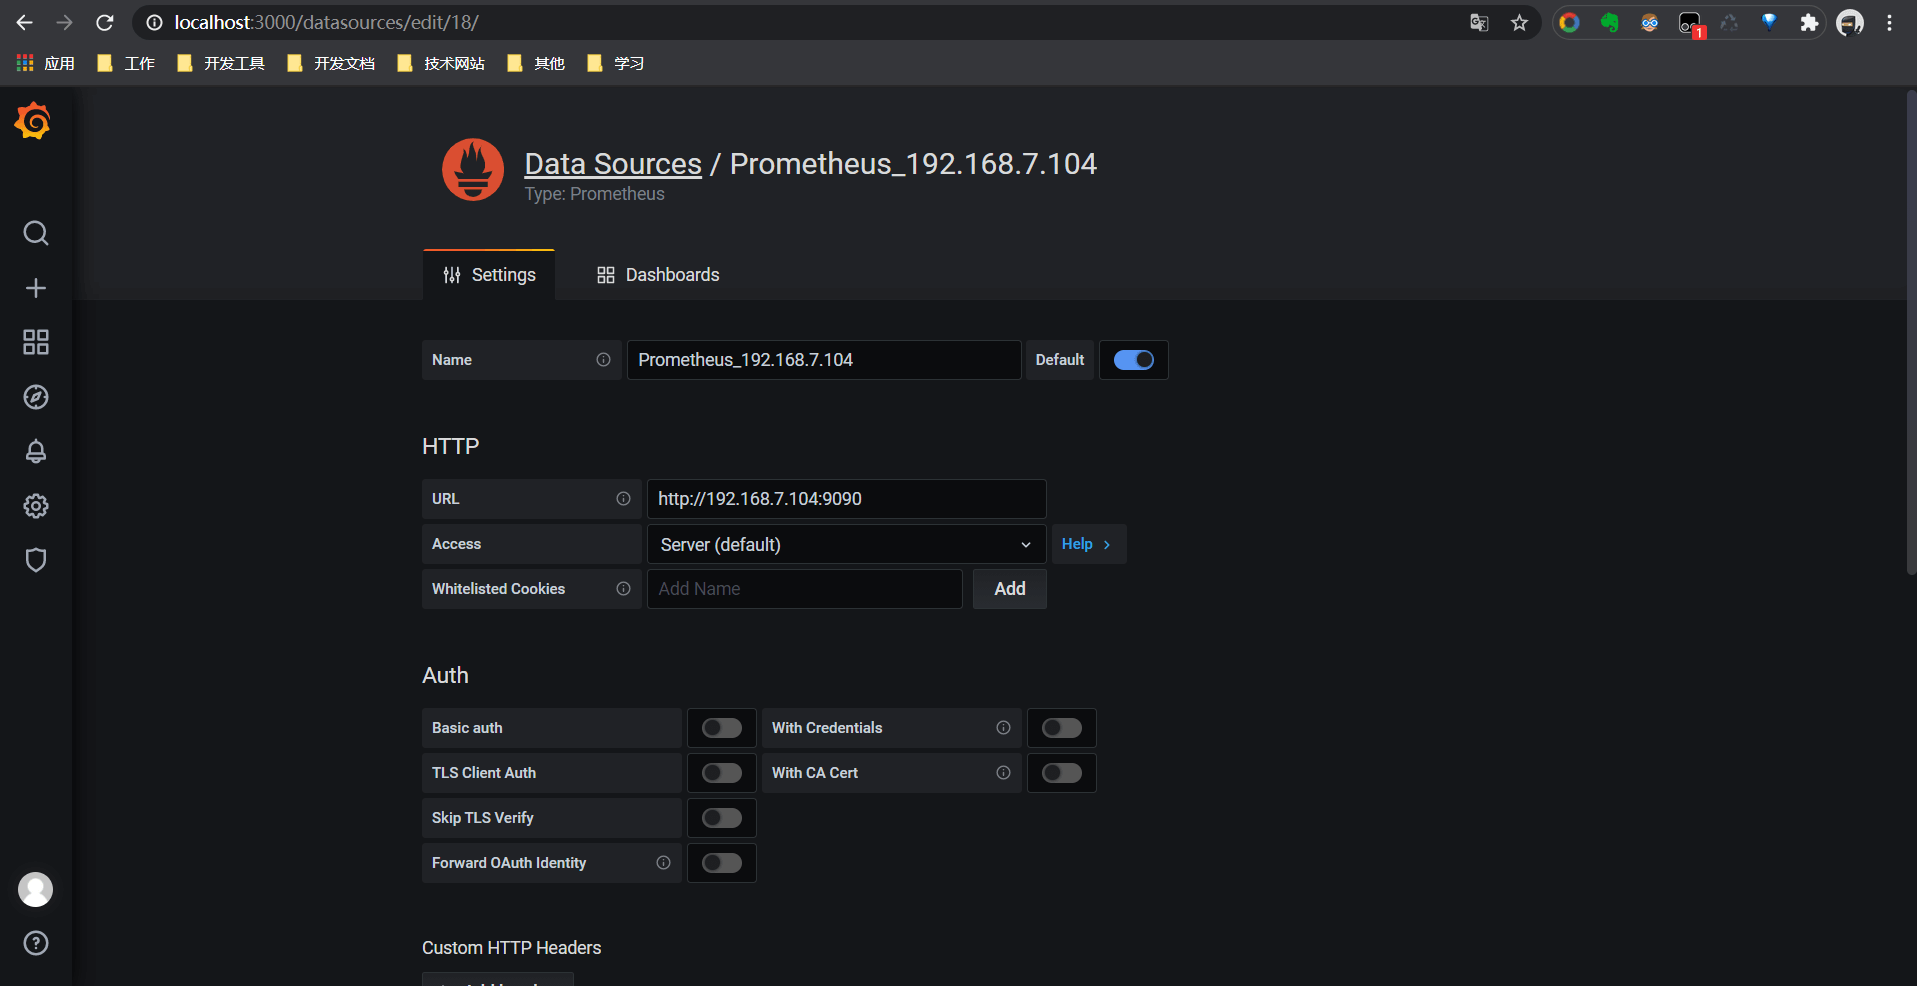 localhost:3000/datasources/edit/18/
1
应用 工作 开发工具 开发文档 技术网站 其他 学习
Data Sources / Prometheus_192.168.7.104
Type: Prometheus
Settings Dashboards
Name Prometheus_192.168.7.104 Default
HTTP
URL http://192.168.7.104:9090
Access Server (default) Help >
Whitelisted Cookies Add Name Add
Auth
Basic auth With Credentials
TLS Client Auth With CA Cert
Skip TLS Verify
Forward OAuth Identity
Custom HTTP Headers